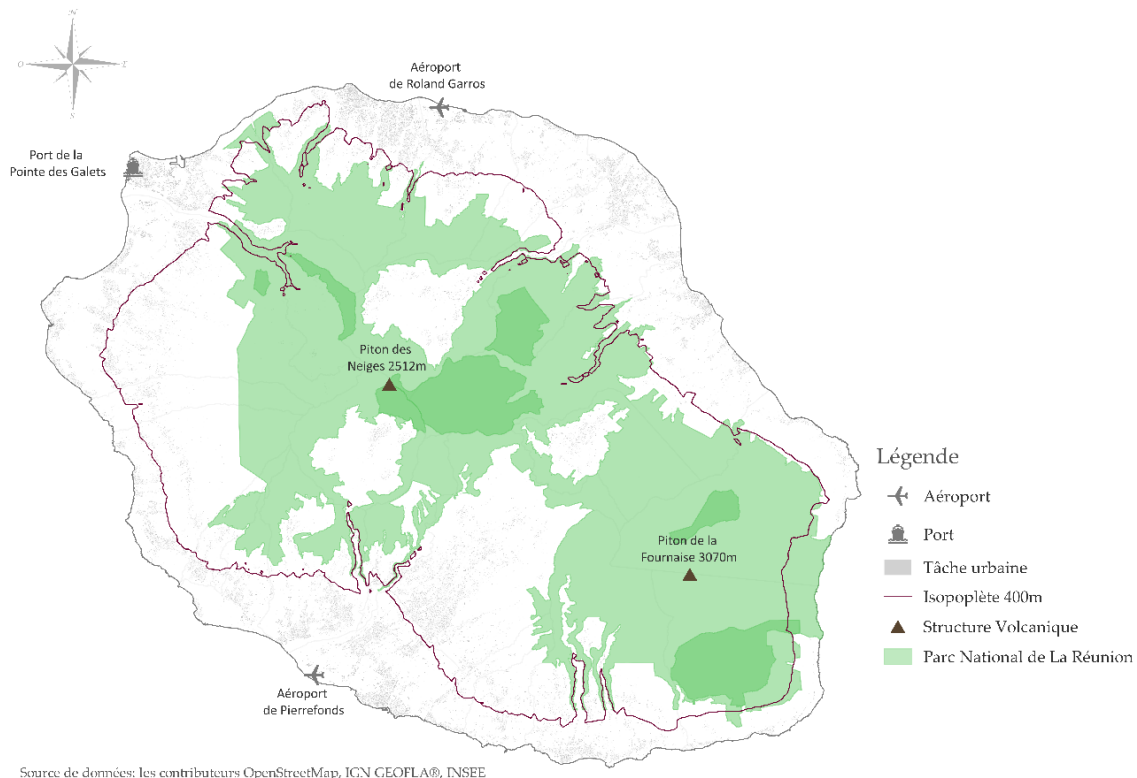 N
O
E
S
Aéroport
de Roland Garros
Port de la
Pointe des Galets
Piton des
Neiges 2512m
Piton de la
Fournaise 3070m
Aéroport
de Pierrefonds
Légende
Aéroport
Port
Tâche urbaine
Isopoplète 400m
Structure Volcanique
Parc National de La Réunion
Source de données: les contributeurs OpenStreetMap, IGN GEOFLA®, INSEE